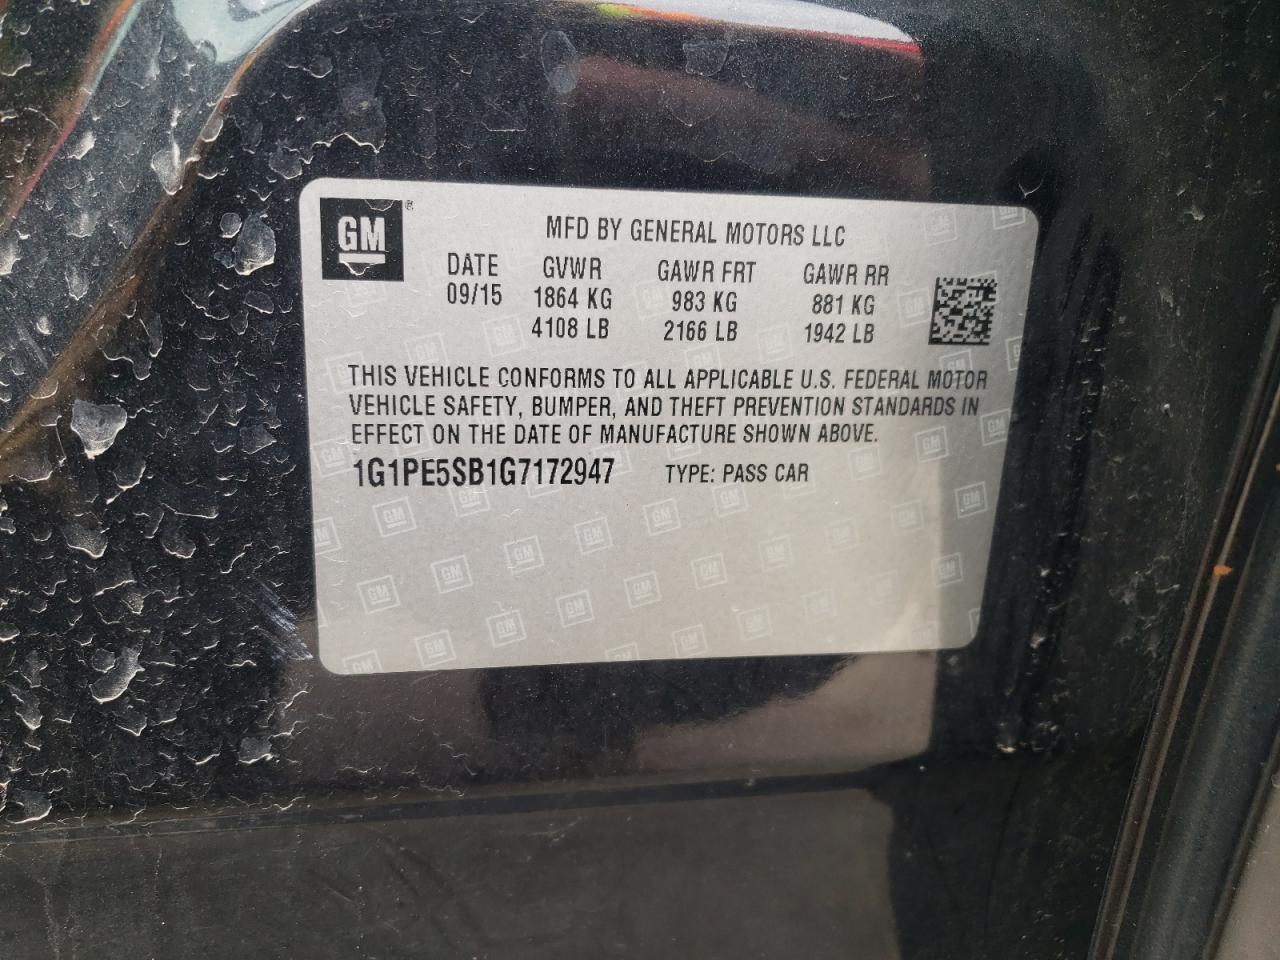 GM ®
MFD BY GENERAL MOTORS LLC
DATE GVWR GAWR FRT GAWR RR
09/15 1864 KG 983 KG 881 KG
4108 LB 2166 LB 1942 LB
THIS VEHICLE CONFORMS TO ALL APPLICABLE U.S. FEDERAL MOTOR
VEHICLE SAFETY, BUMPER, AND THEFT PREVENTION STANDARDS IN
EFFECT ON THE DATE OF MANUFACTURE SHOWN ABOVE.
1G1PE5SB1G7172947 TYPE: PASS CAR